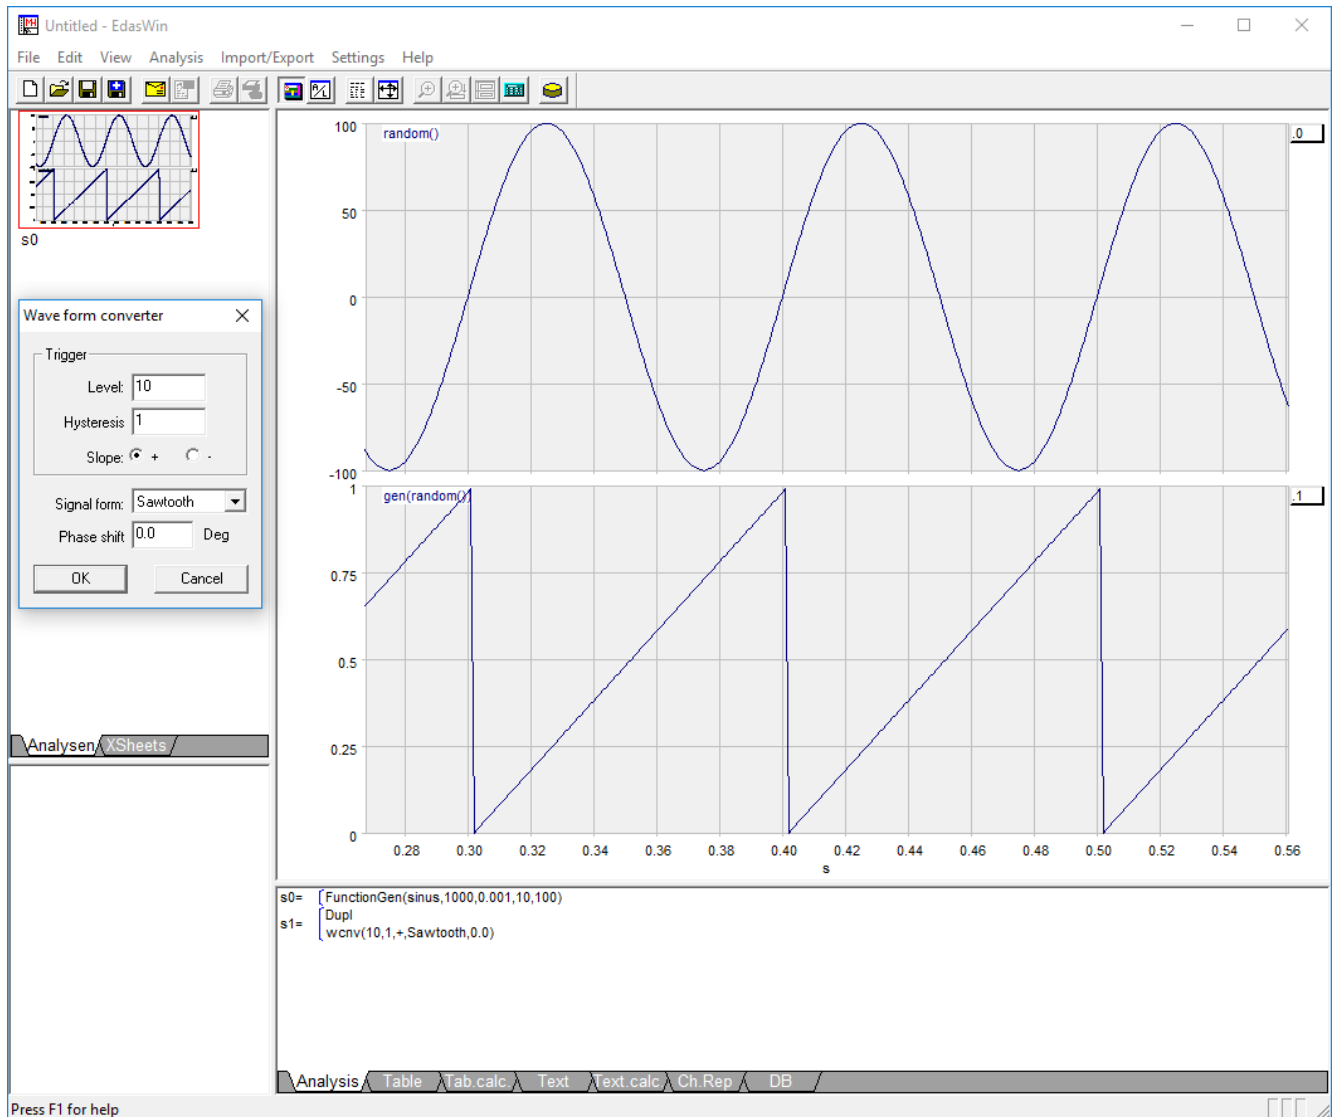 Untitled - EdasWin
File Edit View Analysis Import/Export Settings Help
s0
Wave form converter
Trigger
Level: 10
Hysteresis 1
Slope: + -
Signal form: Sawtooth
Phase shift 0.0 Deg
OK Cancel
Analysen XSheets
random()
.0
100
50
0
-50
-100
gen(random())
.1
1
0.75
0.5
0.25
0
0.28 0.30 0.32 0.34 0.36 0.38 0.40 0.42 0.44 0.46 0.48 0.50 0.52 0.54 0.56
s
s0= FunctionGen(sinus,1000,0.001,10,100)
Dupl
s1=
wcnv(10,1,+,Sawtooth,0.0)
Analysis Table Tab.calc. Text Text.calc Ch.Rep DB
Press F1 for help